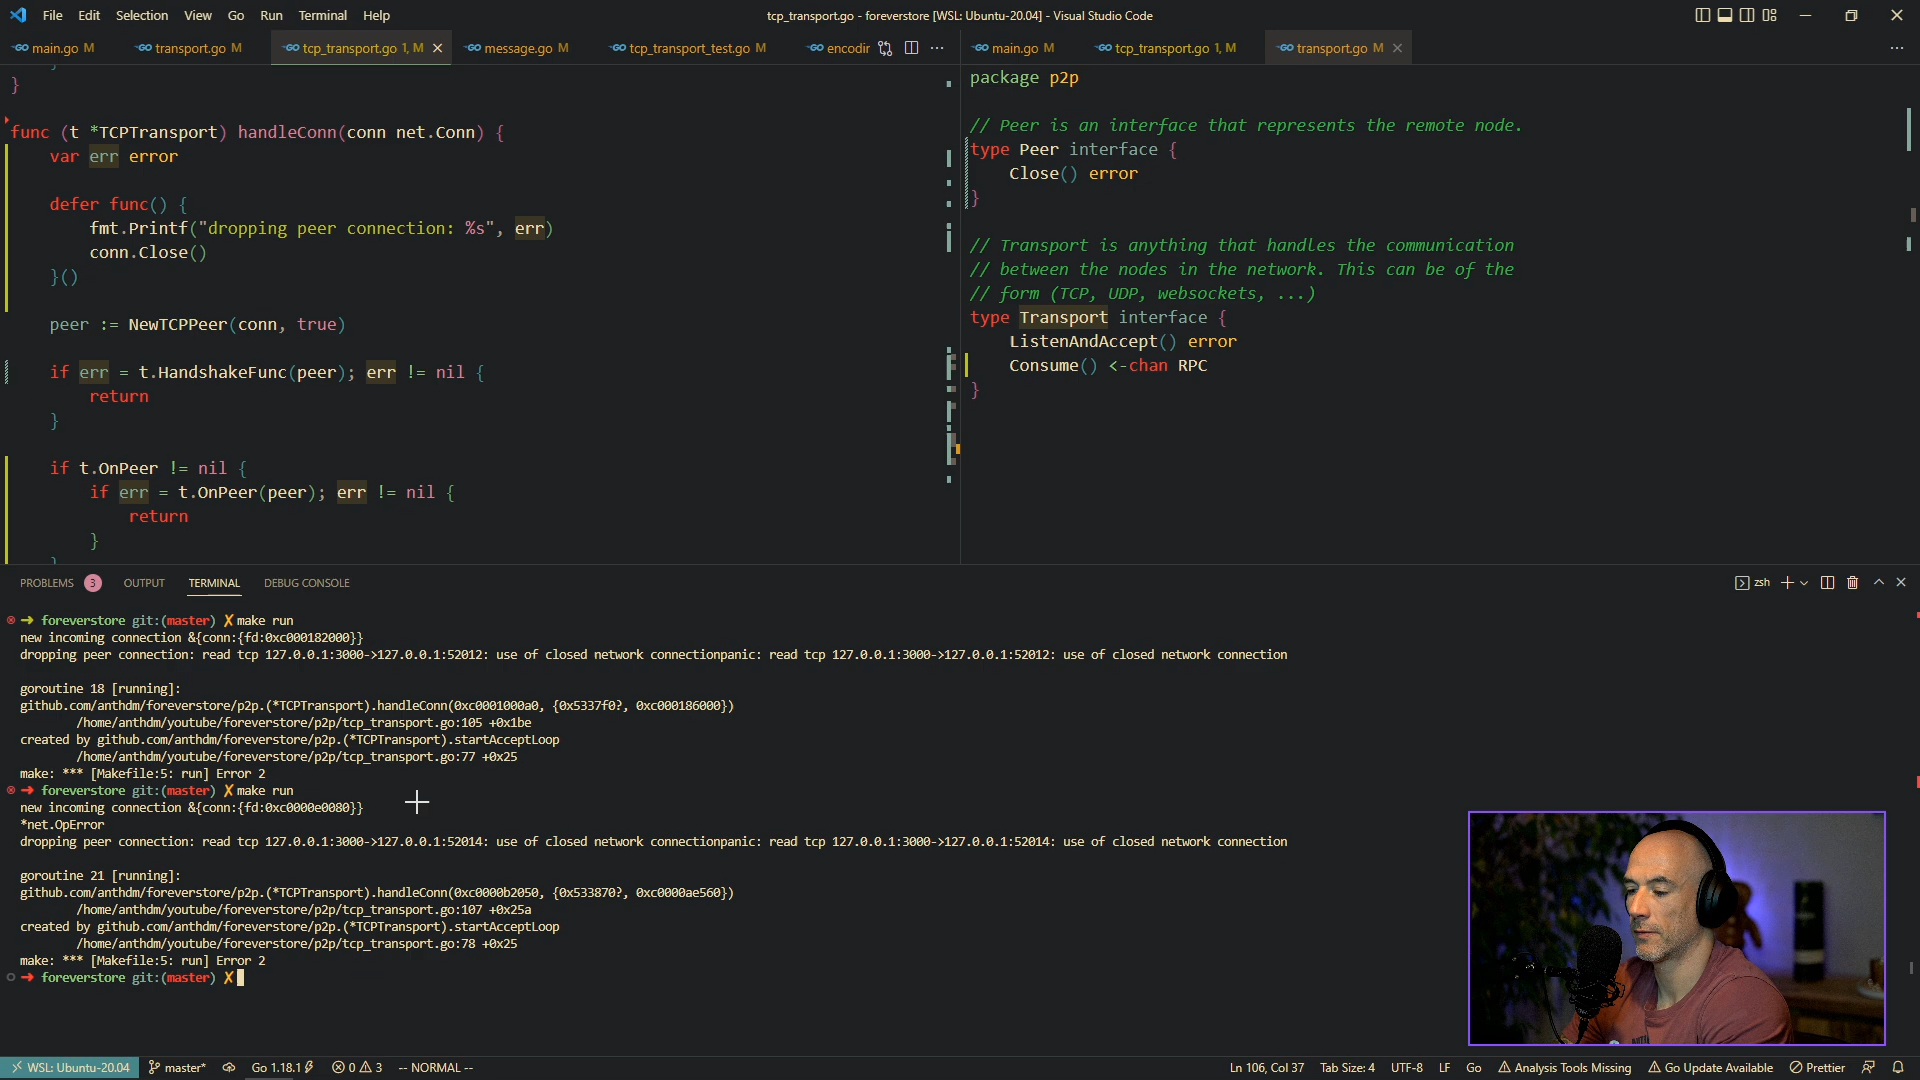 File Edit Selection View Go Run Terminal Help
tcp_transport.go - foreverstore [WSL: Ubuntu-20.04] - Visual Studio Code
main.go M transport.go M tcp_transport.go 1, M message.go M tcp_transport_test.go M encodir
main.go M tcp_transport.go 1, M transport.go M
}
func (t *TCPTransport) handleConn(conn net.Conn) {
var err error
defer func() {
fmt.Printf("dropping peer connection: %s", err)
conn.Close()
}()
peer := NewTCPPeer(conn, true)
if err = t.HandshakeFunc(peer); err != nil {
return
}
if t.OnPeer != nil {
if err = t.OnPeer(peer); err != nil {
return
}
package p2p
// Peer is an interface that represents the remote node.
type Peer interface {
Close() error
}
// Transport is anything that handles the communication
// between the nodes in the network. This can be of the
// form (TCP, UDP, websockets, ...)
type Transport interface {
ListenAndAccept() error
Consume() <-chan RPC
}
PROBLEMS 3 OUTPUT TERMINAL DEBUG CONSOLE
zsh
➜ foreverstore git:(master) ✗ make run
new incoming connection &{conn:{fd:0xc000182000}}
dropping peer connection: read tcp 127.0.0.1:3000->127.0.0.1:52012: use of closed network connectionpanic: read tcp 127.0.0.1:3000->127.0.0.1:52012: use of closed network connection
goroutine 18 [running]:
github.com/anthdm/foreverstore/p2p.(*TCPTransport).handleConn(0xc0001000a0, {0x5337f0?, 0xc000186000})
/home/anthdm/youtube/foreverstore/p2p/tcp_transport.go:105 +0x1be
created by github.com/anthdm/foreverstore/p2p.(*TCPTransport).startAcceptLoop
/home/anthdm/youtube/foreverstore/p2p/tcp_transport.go:77 +0x25
make: *** [Makefile:5: run] Error 2
➜ foreverstore git:(master) ✗ make run
new incoming connection &{conn:{fd:0xc0000e0080}}
*net.OpError
dropping peer connection: read tcp 127.0.0.1:3000->127.0.0.1:52014: use of closed network connectionpanic: read tcp 127.0.0.1:3000->127.0.0.1:52014: use of closed network connection
goroutine 21 [running]:
github.com/anthdm/foreverstore/p2p.(*TCPTransport).handleConn(0xc0000b2050, {0x533870?, 0xc0000ae560})
/home/anthdm/youtube/foreverstore/p2p/tcp_transport.go:107 +0x25a
created by github.com/anthdm/foreverstore/p2p.(*TCPTransport).startAcceptLoop
/home/anthdm/youtube/foreverstore/p2p/tcp_transport.go:78 +0x25
make: *** [Makefile:5: run] Error 2
➜ foreverstore git:(master) ✗
WSL: Ubuntu-20.04 master* Go 1.18.1 0 3 -- NORMAL -- Ln 106, Col 37 Tab Size: 4 UTF-8 LF Go Analysis Tools Missing Go Update Available Prettier